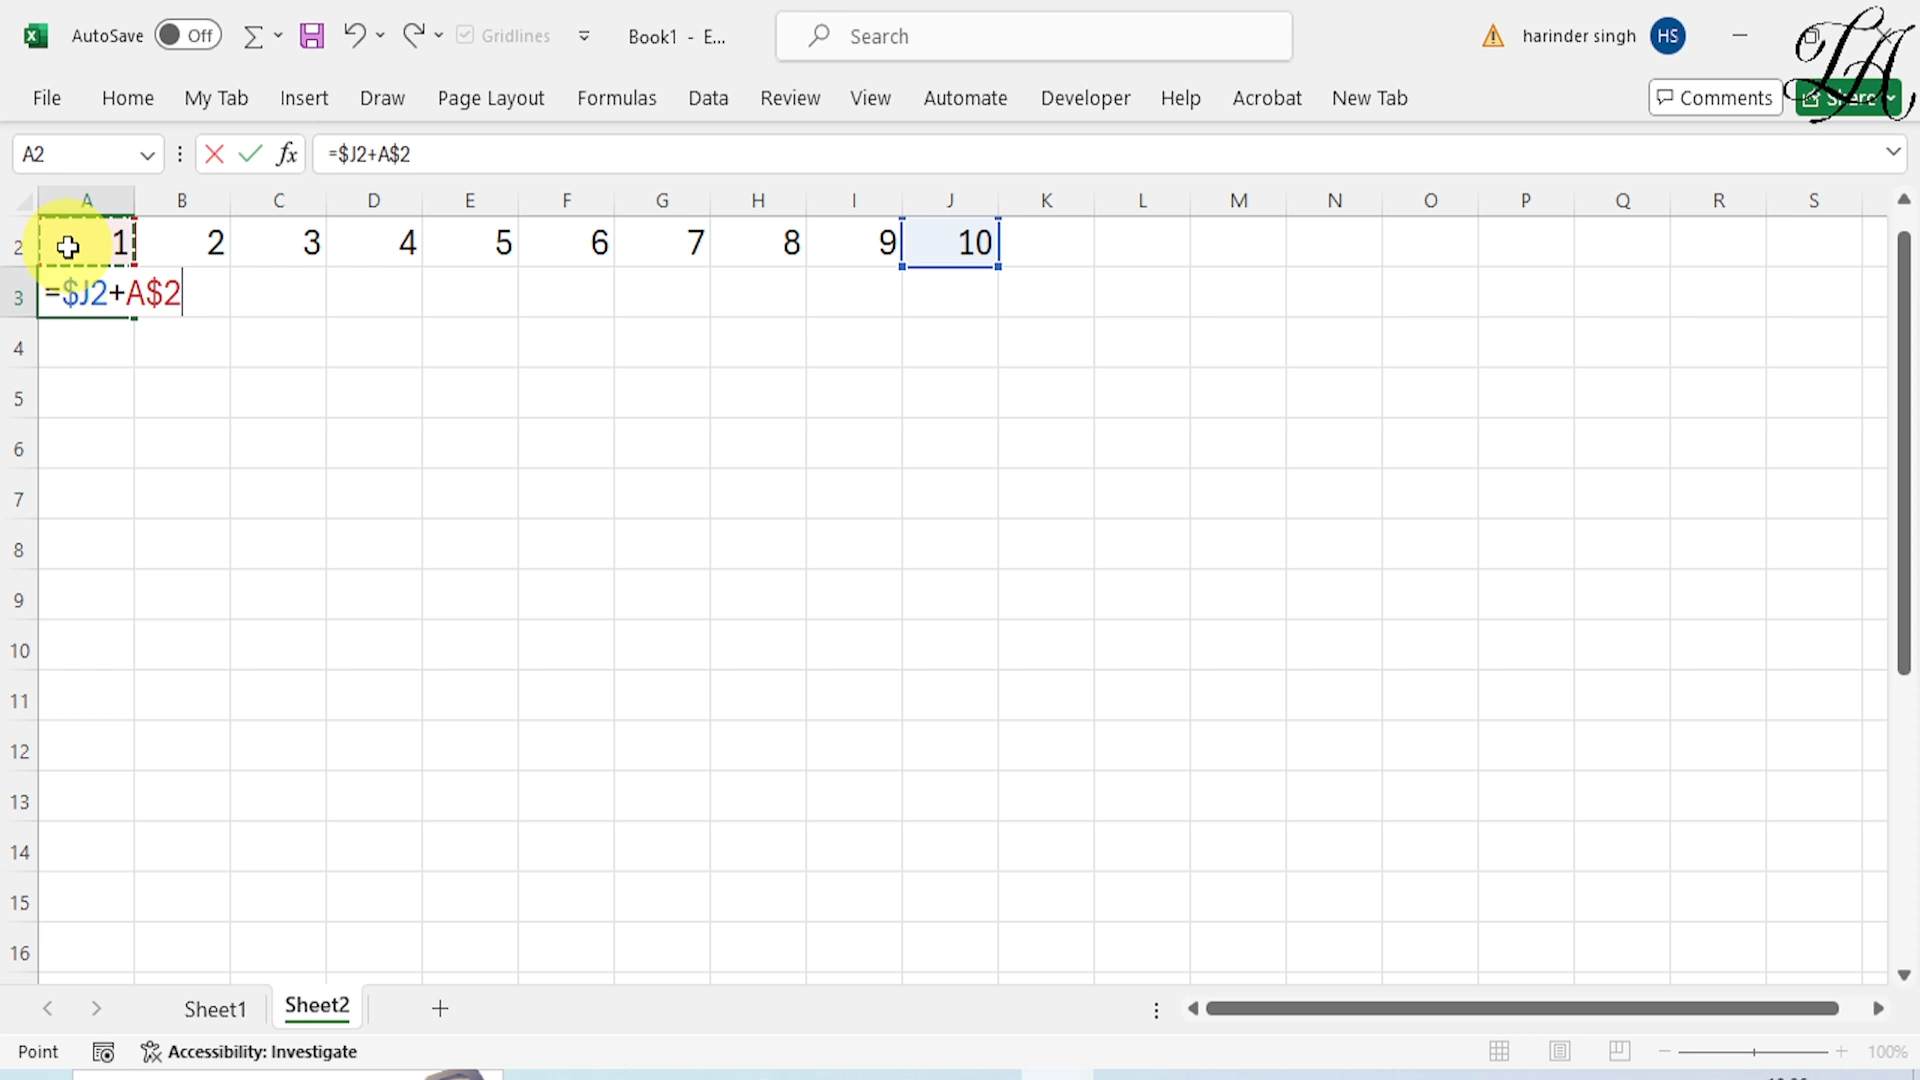 AutoSave Off Gridlines Book1 - E... Search harinder singh HS
File Home My Tab Insert Draw Page Layout Formulas Data Review View Automate Developer Help Acrobat New Tab Comments Share
LA
A2 fx =$J2+A$2
A B C D E F G H I J K L M N O P Q R S
2 1 2 3 4 5 6 7 8 9 10
3 =$J2+A$2
4
5
6
7
8
9
10
11
12
13
14
15
16
Sheet1 Sheet2
Point Accessibility: Investigate 100%